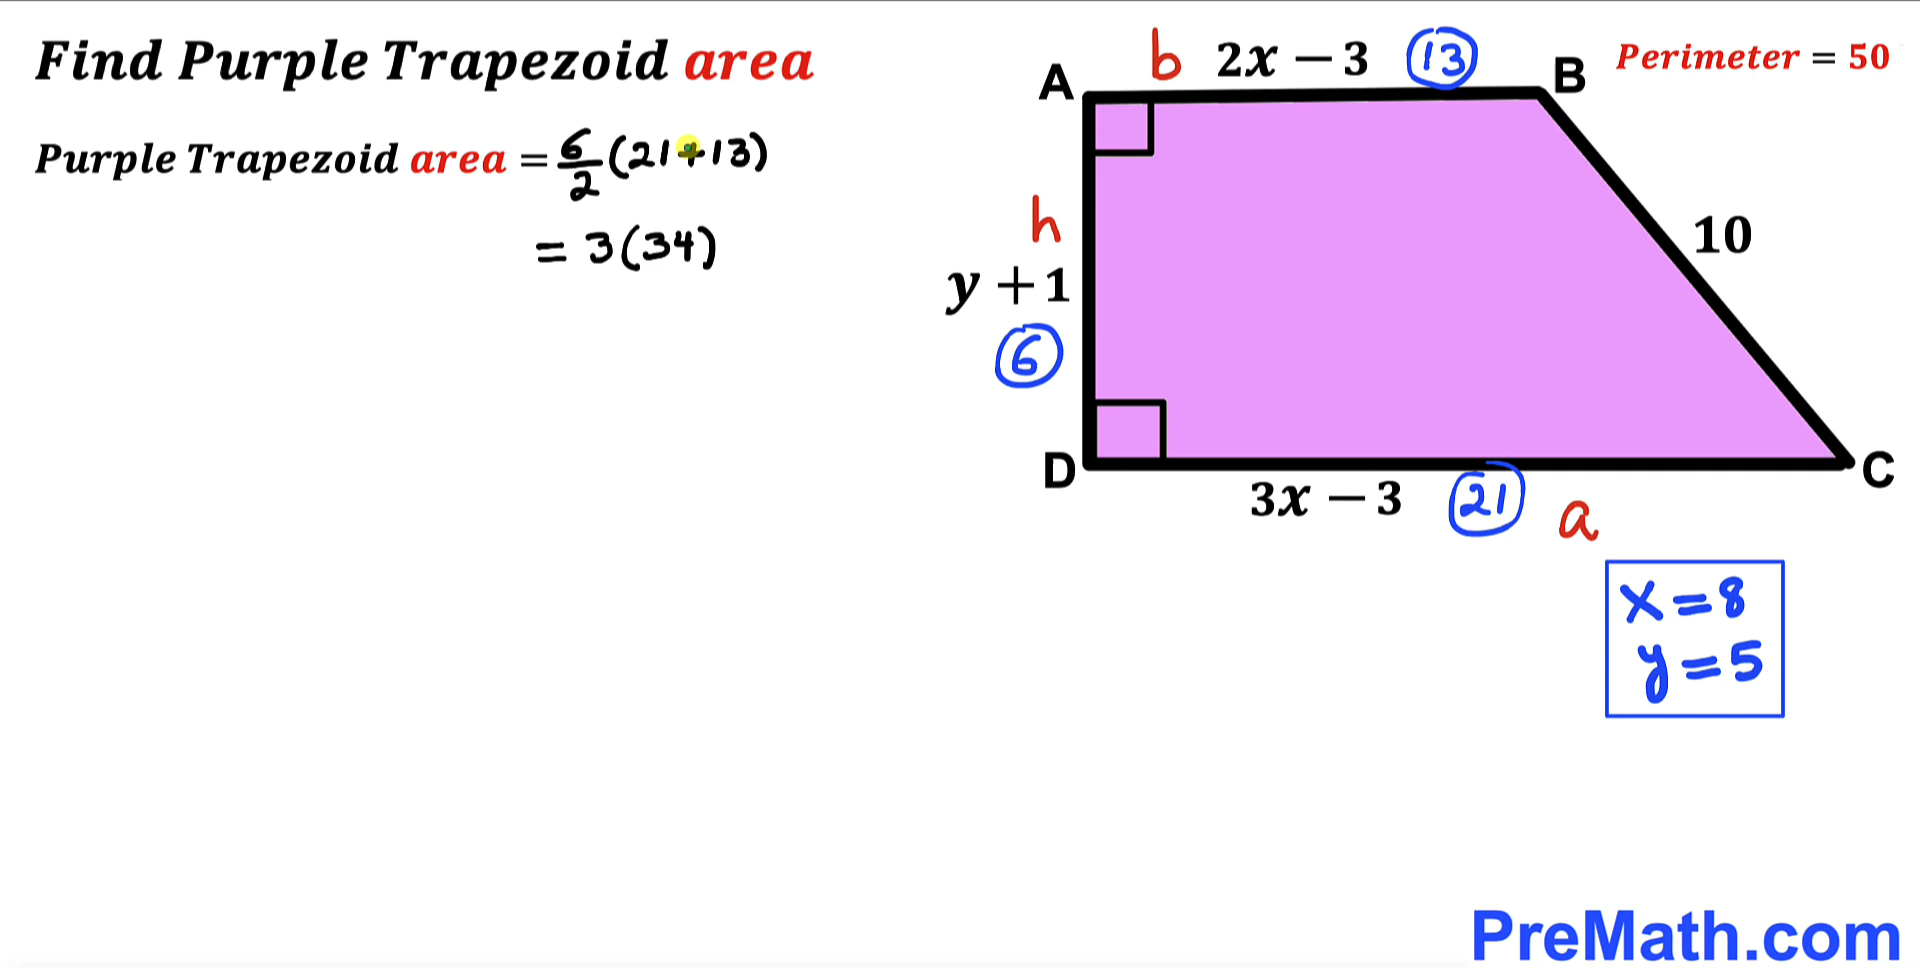 Find Purple Trapezoid area
Purple Trapezoid area = 6/2 (21+13)
= 3(34)
Perimeter = 50
A
b 2x − 3 13
B
h
y + 1
6
10
D
3x − 3 21 a
C
x=8
y=5
PreMath.com